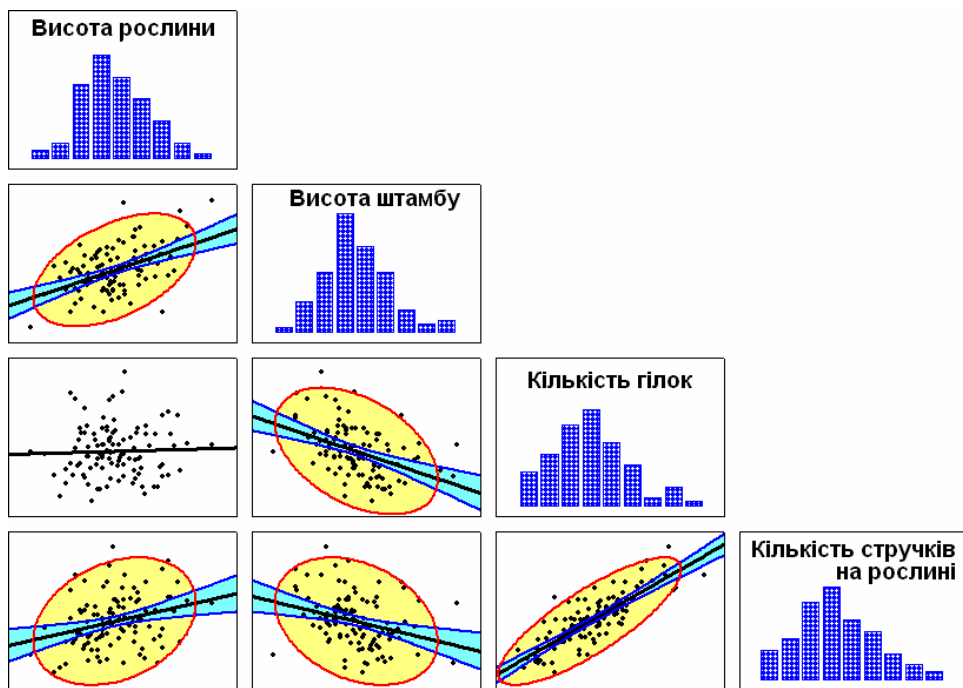 Висота рослини
Висота штамбу
Кількість гілок
Кількість стручків
на рослині